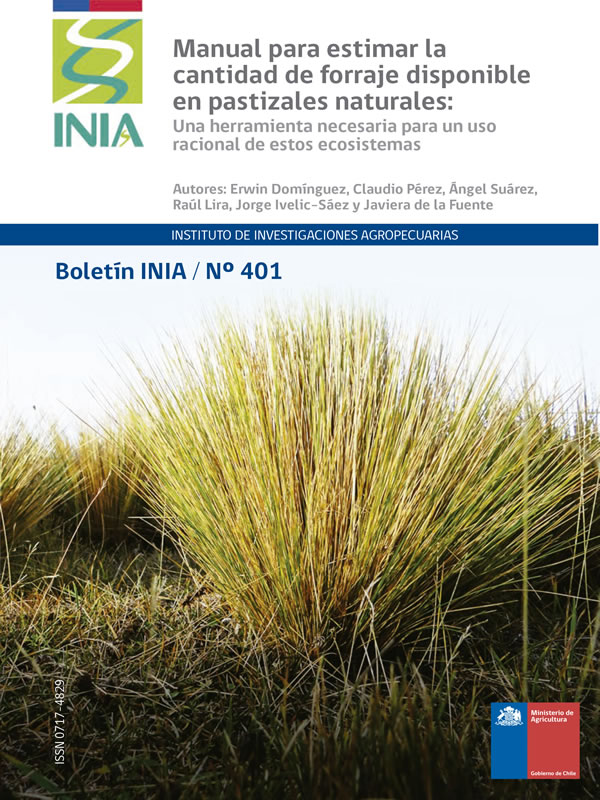 INIA
Manual para estimar la
cantidad de forraje disponible
en pastizales naturales:
Una herramienta necesaria para un uso
racional de estos ecosistemas
Autores: Erwin Domínguez, Claudio Pérez, Ángel Suárez,
Raúl Lira, Jorge Ivelic-Sáez y Javiera de la Fuente
INSTITUTO DE INVESTIGACIONES AGROPECUARIAS
Boletín INIA / Nº 401
ISSN 0717-4829
Ministerio de
Agricultura
Gobierno de Chile